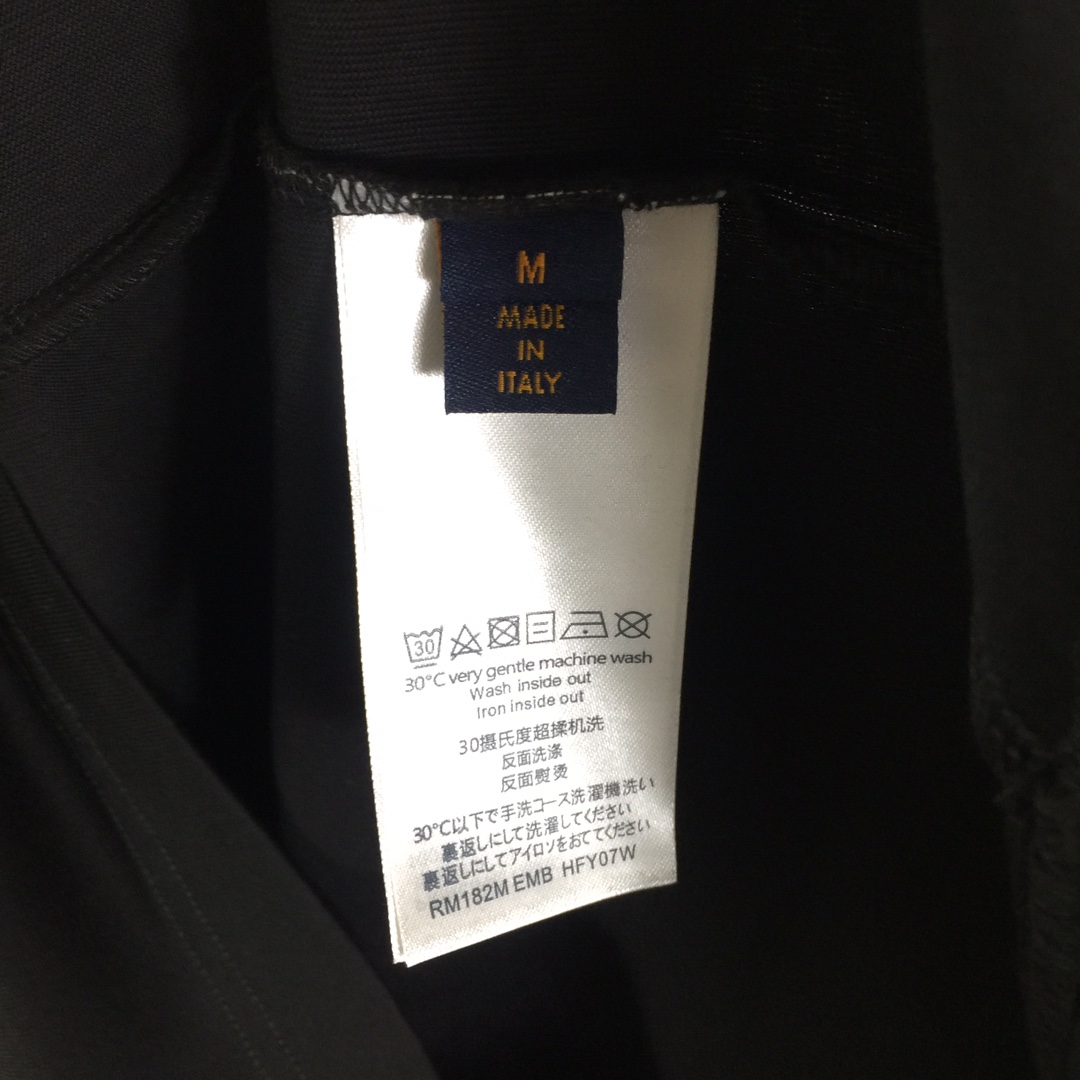 M
MADE
IN
ITALY
30
30°C very gentle machine wash
Wash inside out
Iron inside out
30摄氏度超揉机洗
反面洗涤
反面熨烫
30°C以下で手洗コース洗濯機洗い
裏返しにして洗濯してください
裏返しにしてアイロソをおててください
RM182M EMB HFY07W